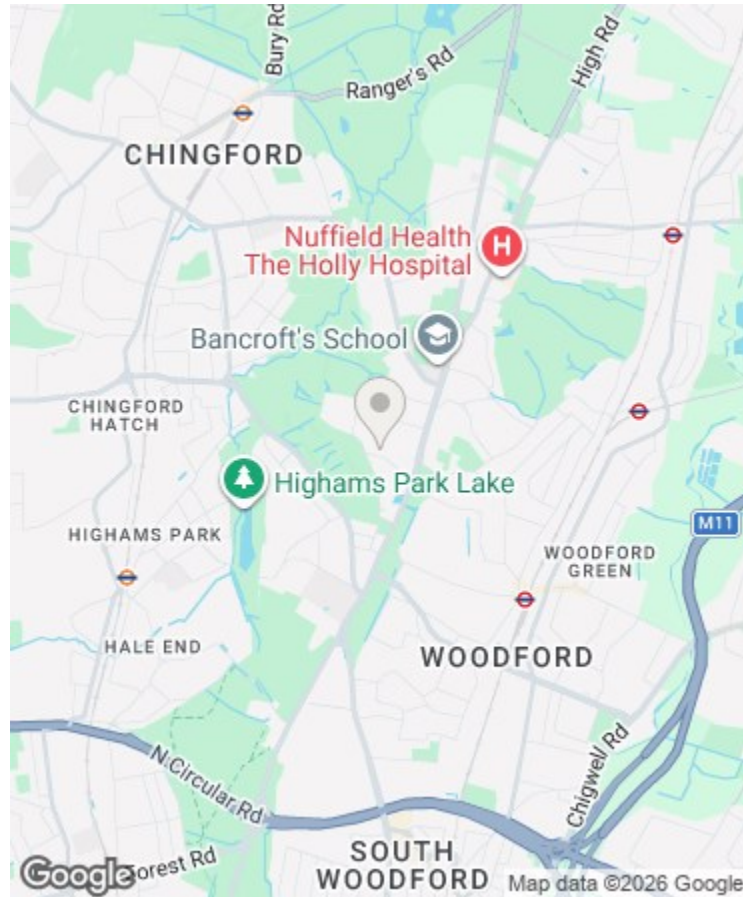 Bury Rd
Ranger's Rd
High Rd
CHINGFORD
Nuffield Health
The Holly Hospital
H
Bancroft's School
CHINGFORD
HATCH
Highams Park Lake
M11
HIGHAMS PARK
WOODFORD
GREEN
HALE END
WOODFORD
N Circular Rd
Chigwell Rd
Forest Rd
SOUTH
WOODFORD
Google
Map data ©2026 Google